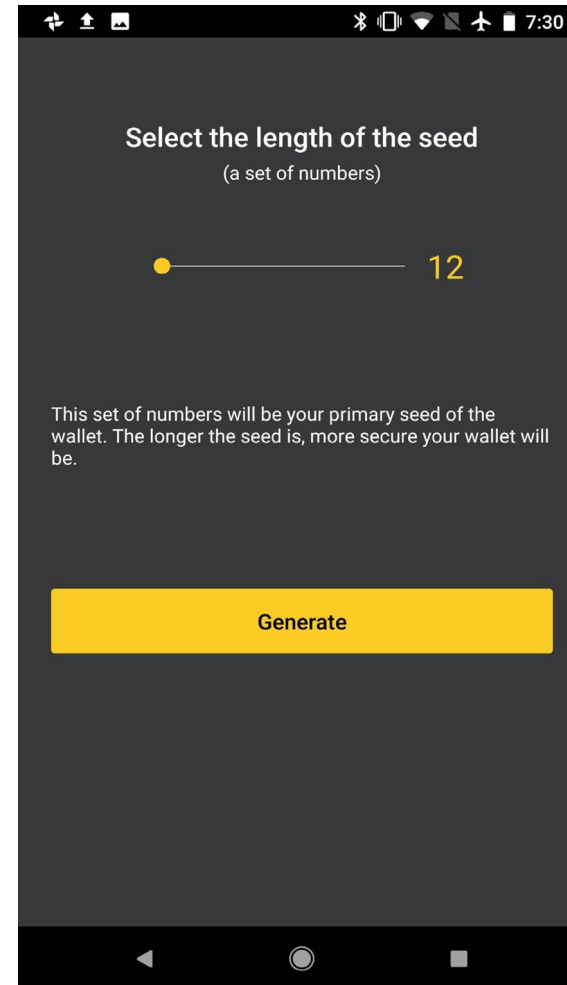 7:30
Select the length of the seed
(a set of numbers)
12
This set of numbers will be your primary seed of the
wallet. The longer the seed is, more secure your wallet will
be.
Generate